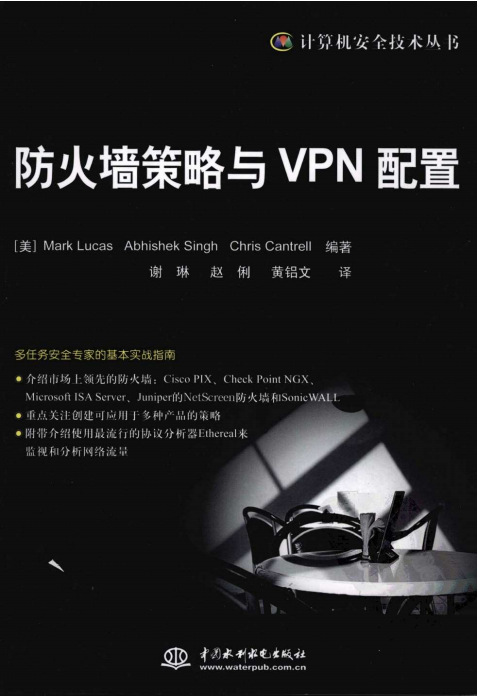 计算机安全技术丛书
防火墙策略与 VPN 配置
[美] Mark Lucas Abhishek Singh Chris Cantrell 编著
谢 琳 赵 俐 黄铝文 译
多任务安全专家的基本实战指南
● 介绍市场上领先的防火墙：Cisco PIX、Check Point NGX、
Microsoft ISA Server、Juniper的NetScreen防火墙和SonicWALL
● 重点关注创建可应用于多种产品的策略
● 附带介绍使用最流行的协议分析器Ethereal来
监视和分析网络流量
中国水利水电出版社
www.waterpub.com.cn